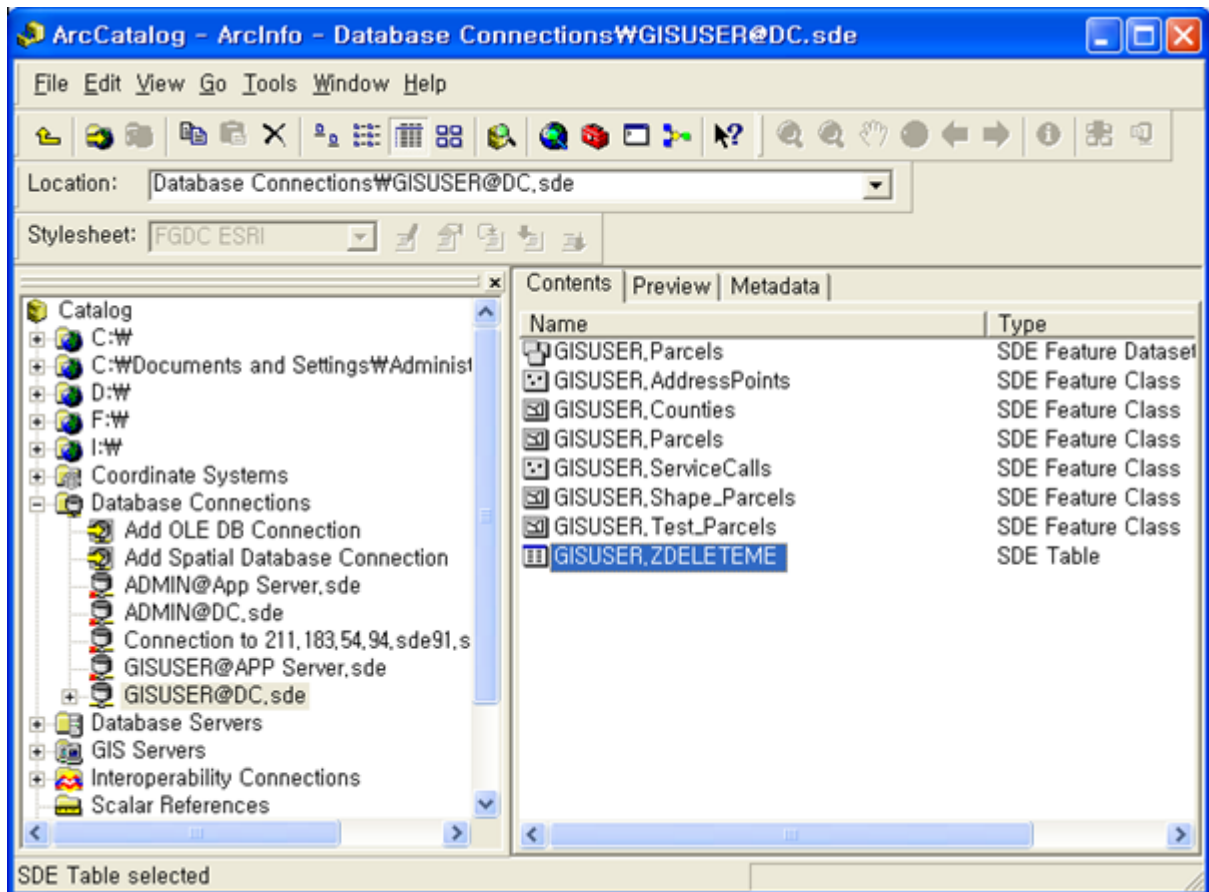 ArcCatalog - ArcInfo - Database Connections₩GISUSER@DC.sde
File Edit View Go Tools Window Help
Location: Database Connections₩GISUSER@DC,sde
Stylesheet: FGDC ESRI
Catalog
C:₩
C:₩Documents and Settings₩Administ
D:₩
F:₩
I:₩
Coordinate Systems
Database Connections
Add OLE DB Connection
Add Spatial Database Connection
ADMIN@App Server,sde
ADMIN@DC,sde
Connection to 211,183,54,94,sde91,s
GISUSER@APP Server,sde
GISUSER@DC,sde
Database Servers
GIS Servers
Interoperability Connections
Scalar References
Contents Preview Metadata
Name Type
GISUSER,Parcels SDE Feature Dataset
GISUSER,AddressPoints SDE Feature Class
GISUSER,Counties SDE Feature Class
GISUSER,Parcels SDE Feature Class
GISUSER,ServiceCalls SDE Feature Class
GISUSER,Shape_Parcels SDE Feature Class
GISUSER,Test_Parcels SDE Feature Class
GISUSER,ZDELETEME SDE Table
SDE Table selected